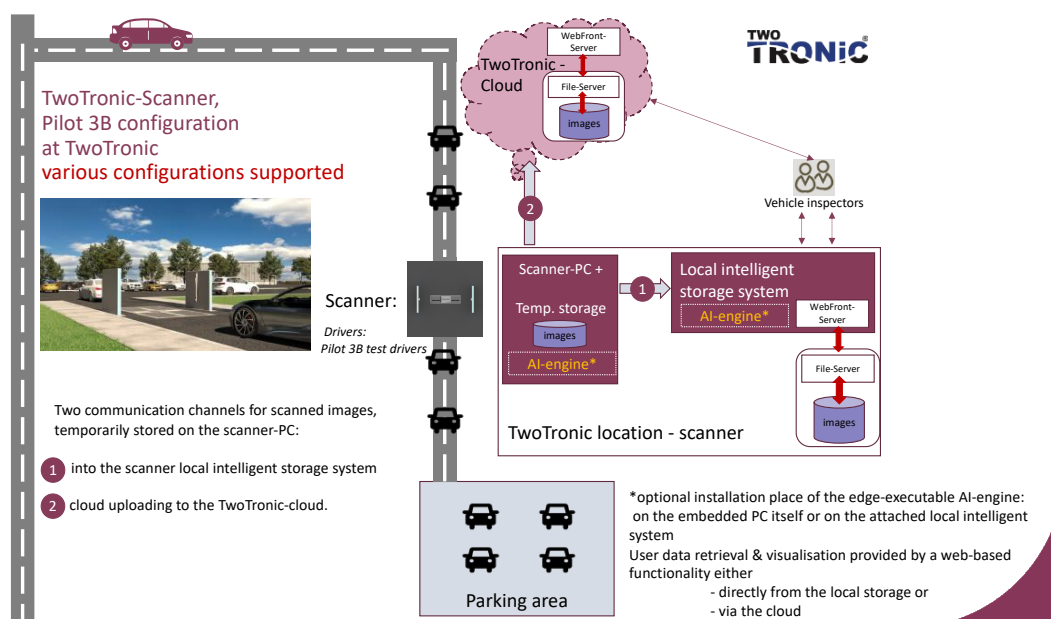 TWO
TRONIC®
WebFront-
Server
TwoTronic -
Cloud
File-Server
images
TwoTronic-Scanner,
Pilot 3B configuration
at TwoTronic
various configurations supported
2
Vehicle inspectors
Scanner:
Drivers:
Pilot 3B test drivers
Scanner-PC +
Temp. storage
images
AI-engine*
1
Local intelligent
storage system
AI-engine*
WebFront-
Server
File-Server
images
TwoTronic location - scanner
Two communication channels for scanned images,
temporarily stored on the scanner-PC:
1 into the scanner local intelligent storage system
2 cloud uploading to the TwoTronic-cloud.
Parking area
*optional installation place of the edge-executable AI-engine:
on the embedded PC itself or on the attached local intelligent
system
User data retrieval & visualisation provided by a web-based
functionality either
- directly from the local storage or
- via the cloud